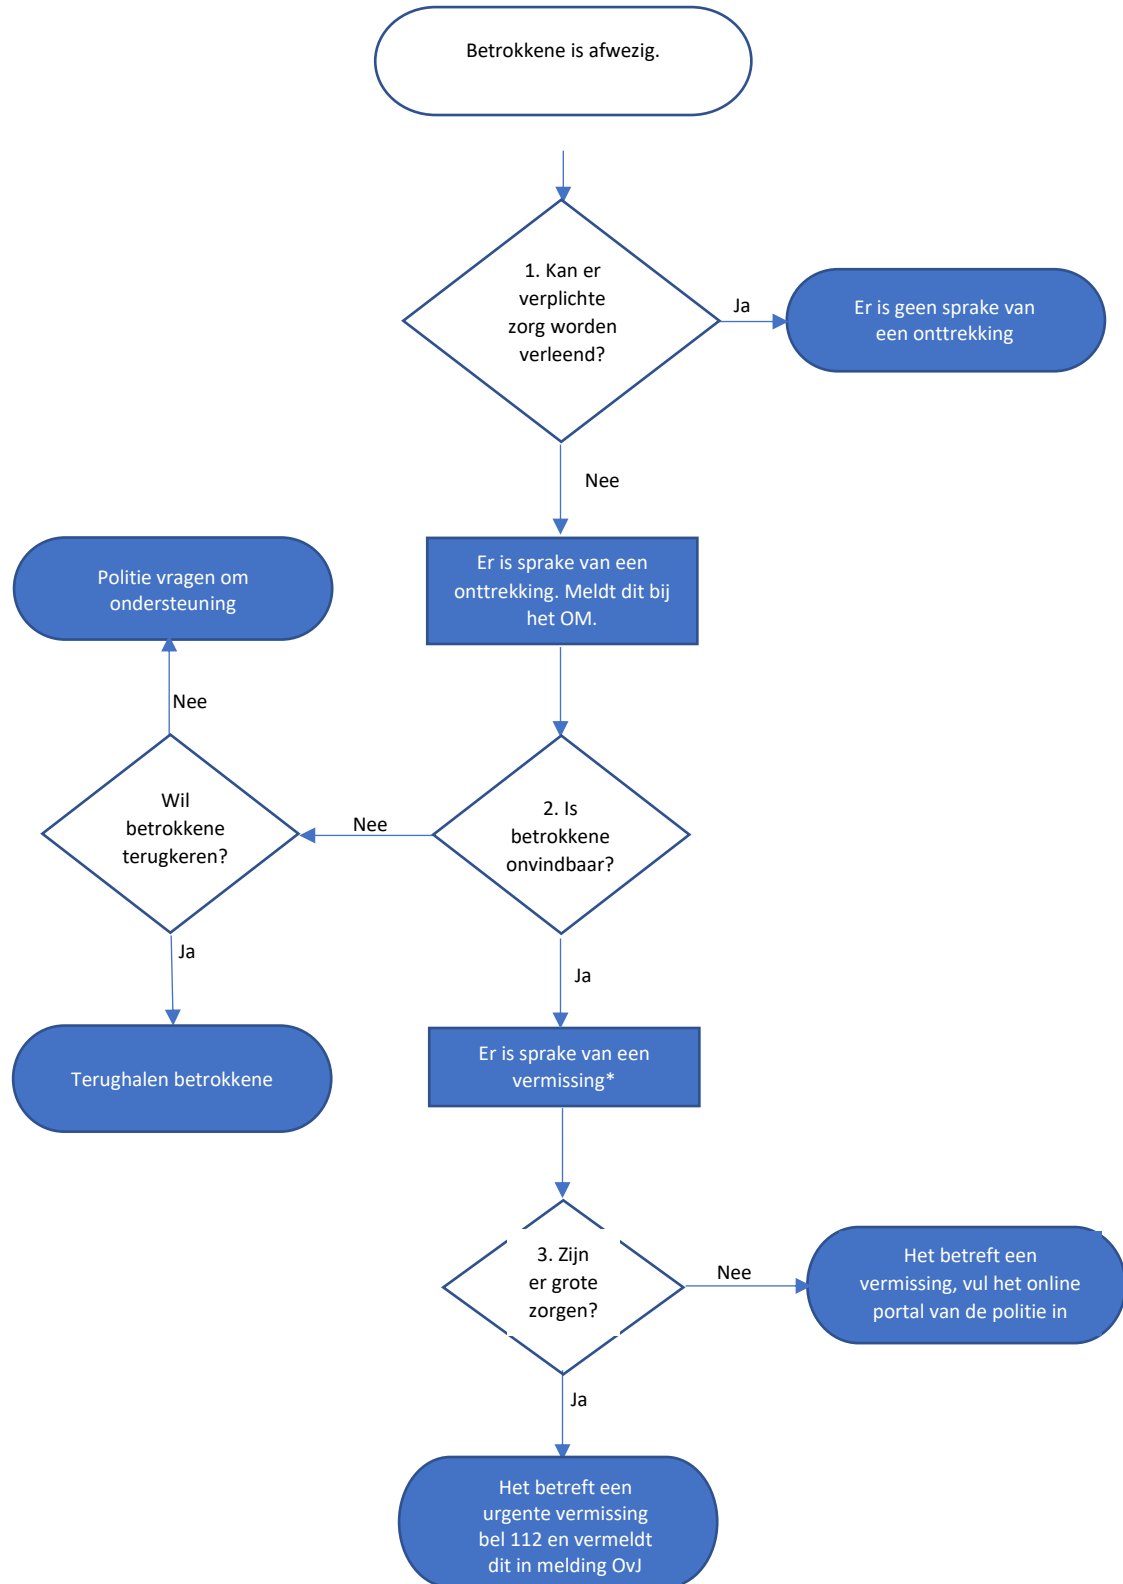 Betrokkene is afwezig.
1. Kan er
verplichte
zorg worden
verleend?
Ja
Er is geen sprake van
een onttrekking
Nee
Er is sprake van een
onttrekking. Meldt dit bij
het OM.
Politie vragen om
ondersteuning
Nee
Wil
betrokkene
terugkeren?
Nee
2. Is
betrokkene
onvindbaar?
Ja
Ja
Terughalen betrokkene
Er is sprake van een
vermissing*
3. Zijn
er grote
zorgen?
Nee
Het betreft een
vermissing, vul het online
portal van de politie in
Ja
Het betreft een
urgente vermissing
bel 112 en vermeldt
dit in melding OvJ